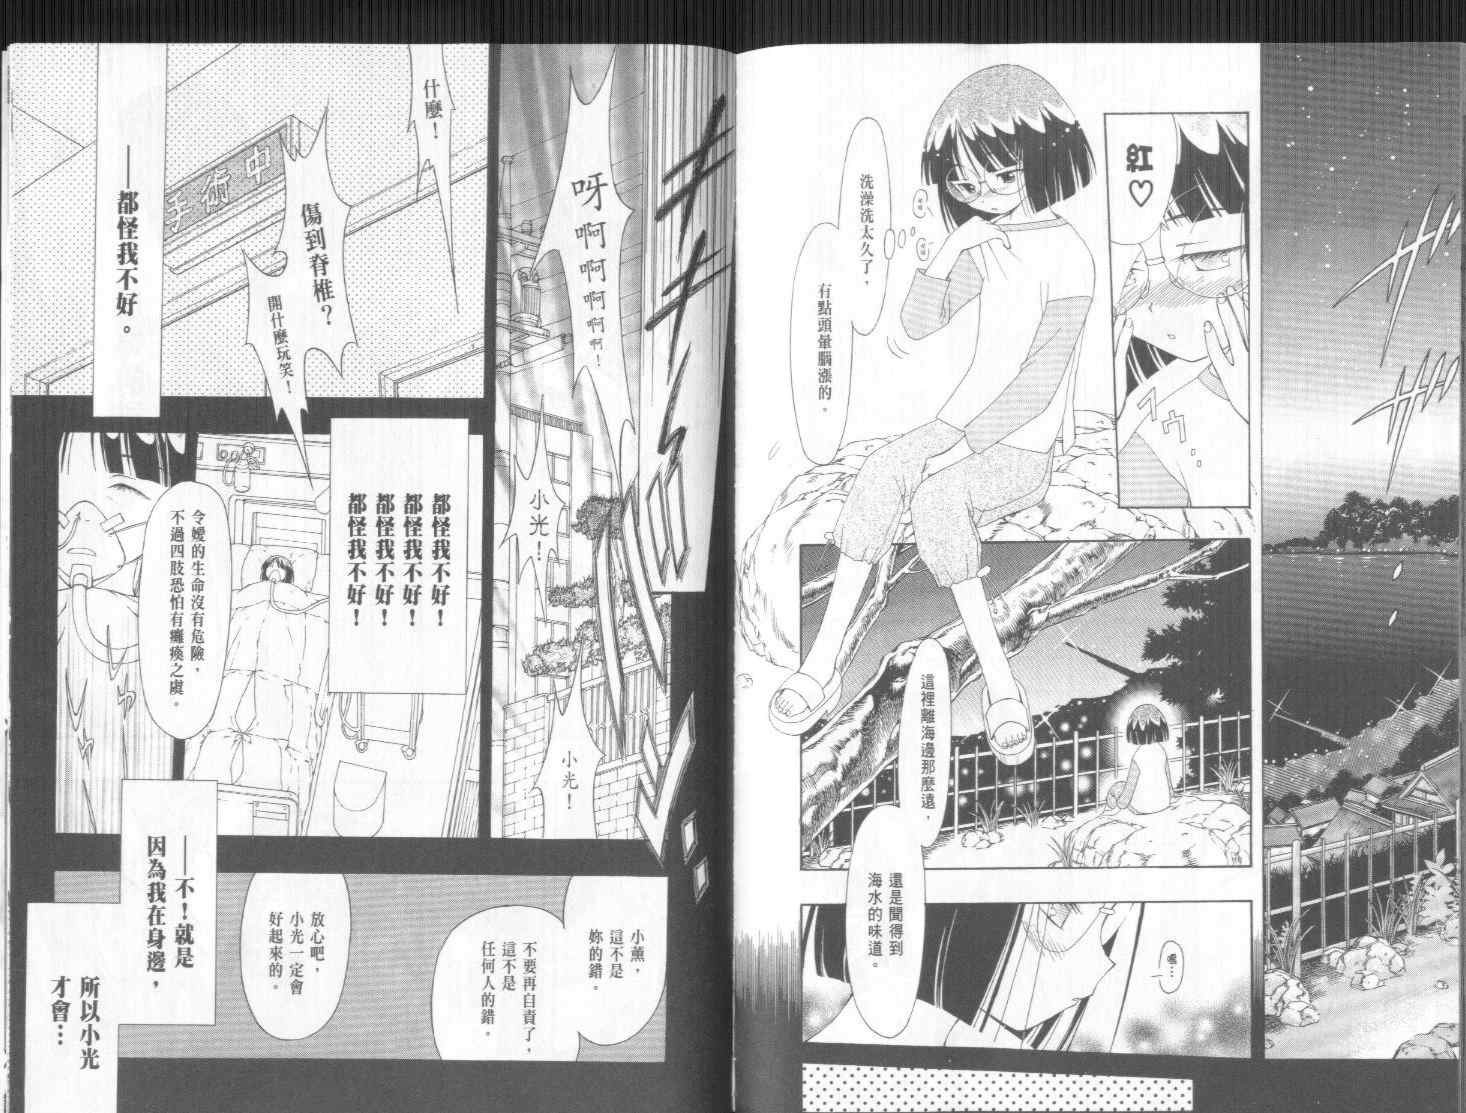 紅♡
フゥ…
洗澡洗太久了，
有點頭暈腦漲的。
這裡離海邊那麼遠，
還是聞得到
海水的味道。
嗯…
呀啊啊啊啊啊！
小光！
小光！
什麼！
手術中
傷到脊椎？
開什麼玩笑！
——都怪我不好。
都怪我不好！
都怪我不好！
都怪我不好！
都怪我不好！
令嬡的生命沒有危險，
不過四肢恐怕有癱瘓之虞。
小薰，
這不是
妳的錯。
不要再自責了，
這不是
任何人的錯。
放心吧，
小光一定會
好起來的。
——不！就是
因為我在身邊，
所以小光
才會…